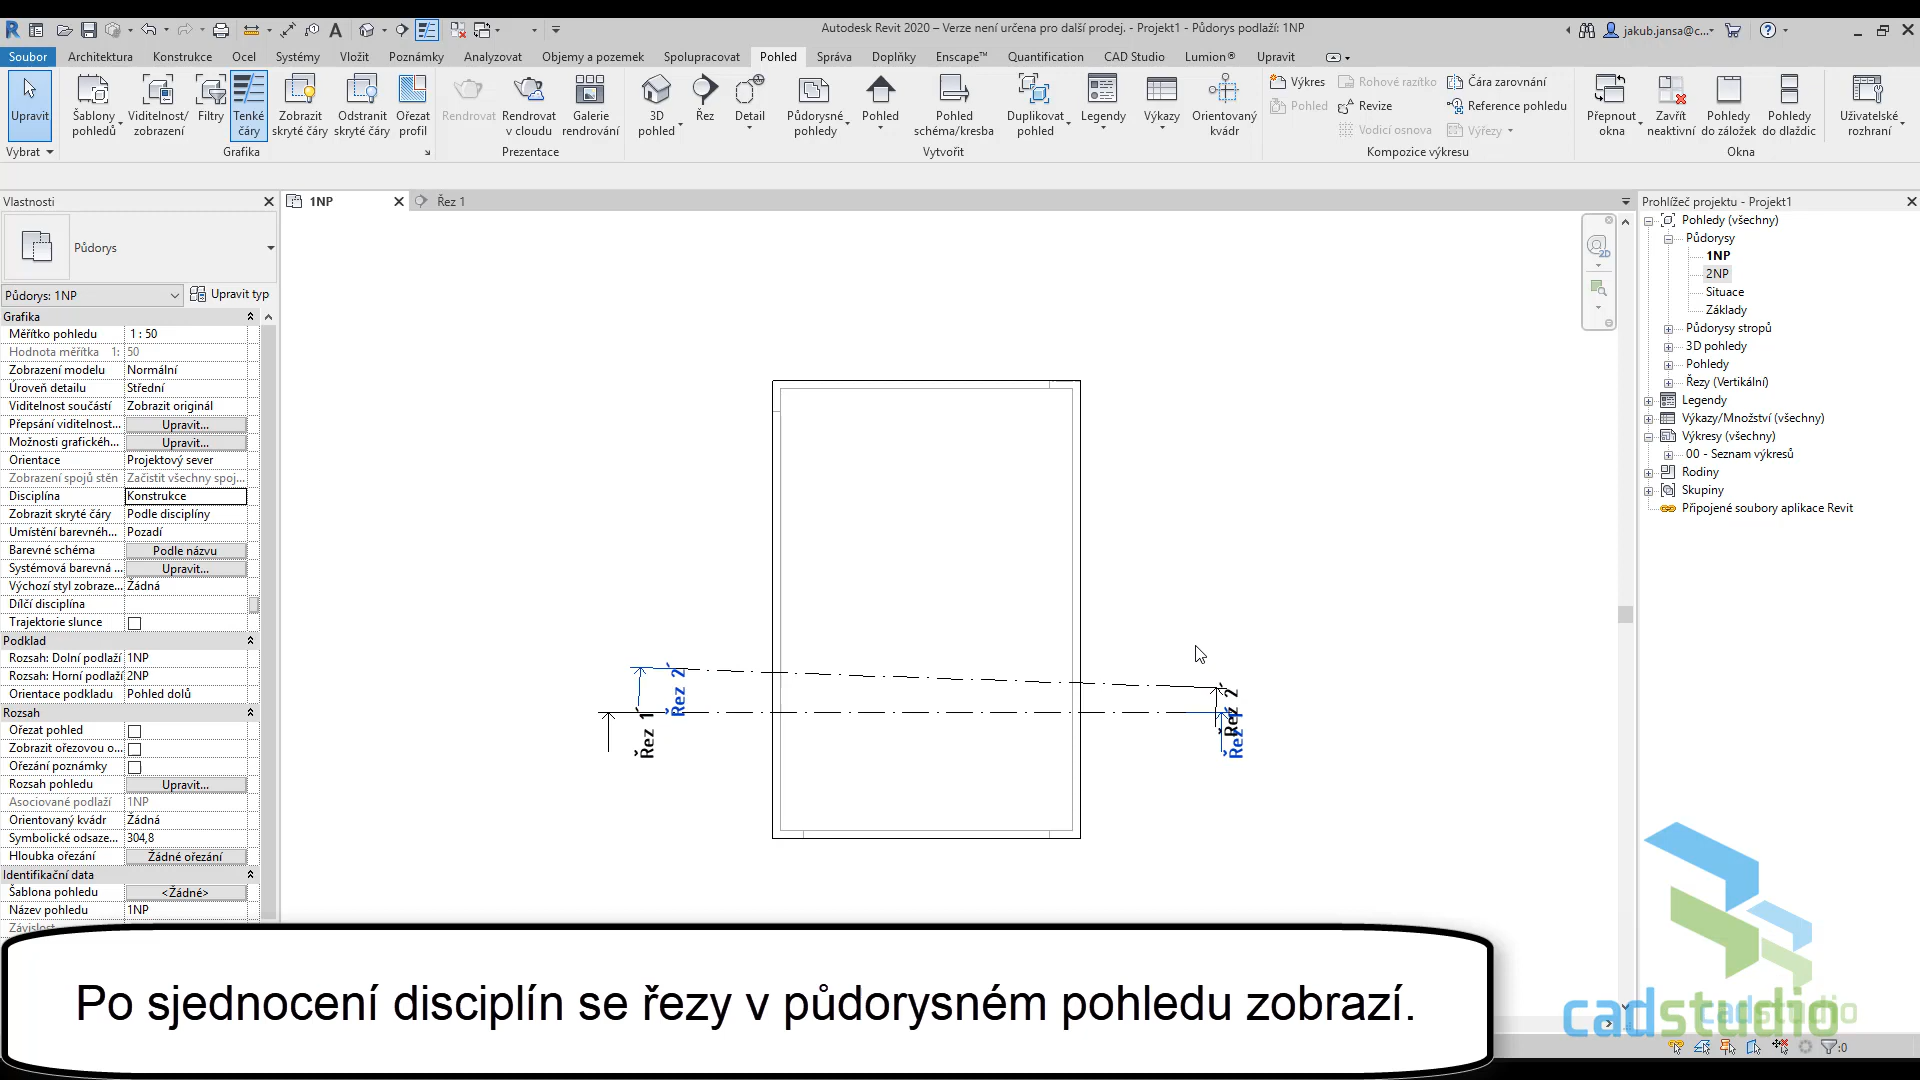 Autodesk Revit 2020 – Verze není určena pro další prodej. - Projekt1 - Půdorys podlaží: 1NP
jakub.jansa@c...
Soubor Architektura Konstrukce Ocel Systémy Vložit Poznámky Analyzovat Objemy a pozemek Spolupracovat Pohled Správa Doplňky Enscape™ Quantification CAD Studio Lumion® Upravit
Upravit
Vybrat
Šablony pohledů
Viditelnost/ zobrazení
Filtry
Tenké čáry
Zobrazit skryté čáry
Odstranit skryté čáry
Ořezat profil
Grafika
Rendrovat
Rendrovat v cloudu
Galerie rendrování
Prezentace
3D pohled
Řez
Detail
Půdorysné pohledy
Pohled
Pohled schéma/kresba
Duplikovat pohled
Legendy
Výkazy
Orientovaný kvádr
Vytvořit
Výkres
Pohled
Rohové razítko
Revize
Vodicí osnova
Čára zarovnání
Reference pohledu
Výřezy
Kompozice výkresu
Přepnout okna
Zavřít neaktivní
Pohledy do záložek
Pohledy do dlaždic
Okna
Uživatelské rozhraní
Vlastnosti
Půdorys
Půdorys: 1NP
Upravit typ
Grafika
Měřítko pohledu 1 : 50
Hodnota měřítka 1: 50
Zobrazení modelu Normální
Úroveň detailu Střední
Viditelnost součástí Zobrazit originál
Přepsání viditelnost... Upravit...
Možnosti grafickéh... Upravit...
Orientace Projektový sever
Zobrazení spojů stěn Začistit všechny spoj...
Disciplína Konstrukce
Zobrazit skryté čáry Podle disciplíny
Umístění barevnéh... Pozadí
Barevné schéma Podle názvu
Systémová barevná ... Upravit...
Výchozí styl zobraze... Žádná
Dílčí disciplína
Trajektorie slunce
Podklad
Rozsah: Dolní podlaží 1NP
Rozsah: Horní podlaží 2NP
Orientace podkladu Pohled dolů
Rozsah
Ořezat pohled
Zobrazit ořezovou o...
Ořezání poznámky
Rozsah pohledu Upravit...
Asociované podlaží 1NP
Orientovaný kvádr Žádná
Symbolické odsaze... 304,8
Hloubka ořezání Žádné ořezání
Identifikační data
Šablona pohledu <Žádné>
Název pohledu 1NP
Závislost
1NP
Řez 1
2D
Řez 2
Řez 1
Řez 2
Řez 1
Prohlížeč projektu - Projekt1
Pohledy (všechny)
Půdorysy
1NP
2NP
Situace
Základy
Půdorysy stropů
3D pohledy
Pohledy
Řezy (Vertikální)
Legendy
Výkazy/Množství (všechny)
Výkresy (všechny)
00 - Seznam výkresů
Rodiny
Skupiny
Připojené soubory aplikace Revit
Po sjednocení disciplín se řezy v půdorysném pohledu zobrazí.
cadstudio
cadstudio
:0